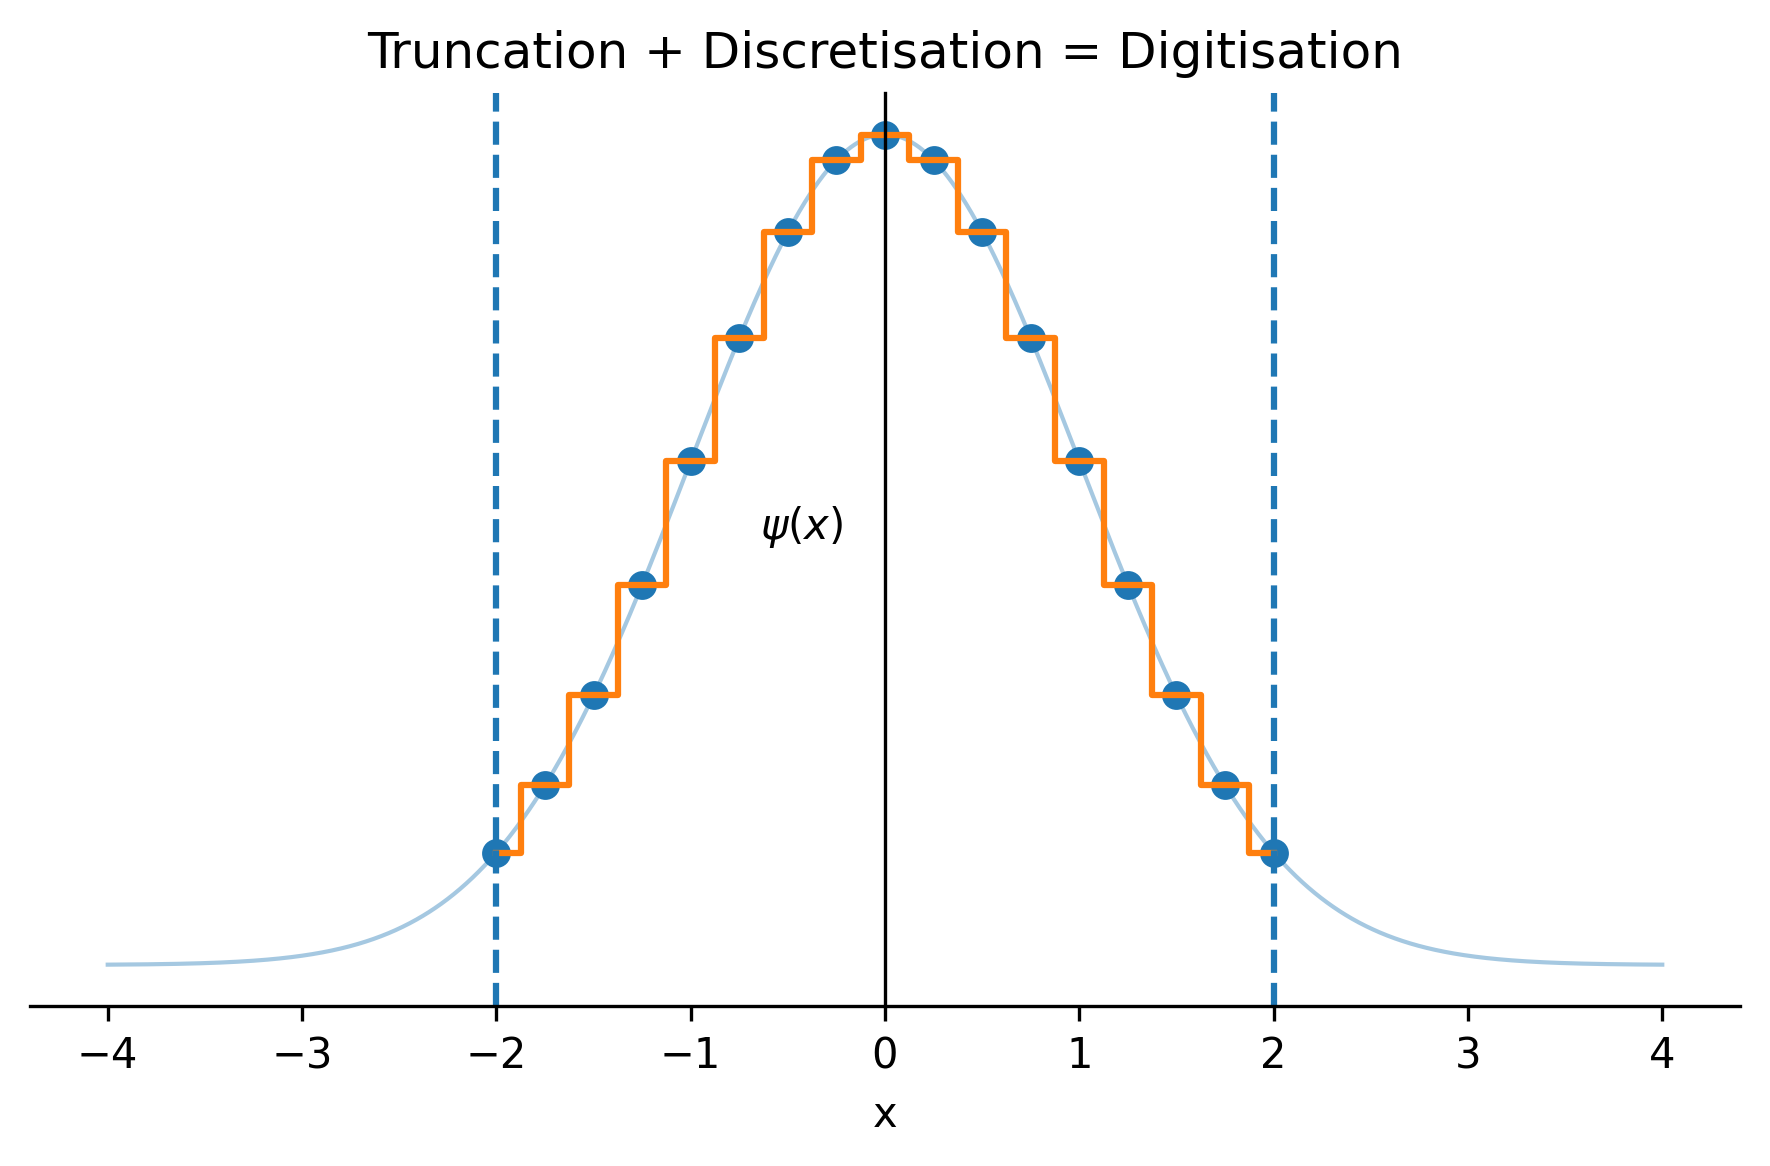 Truncation + Discretisation = Digitisation
ψ(x)
−4 −3 −2 −1 0 1 2 3 4
x